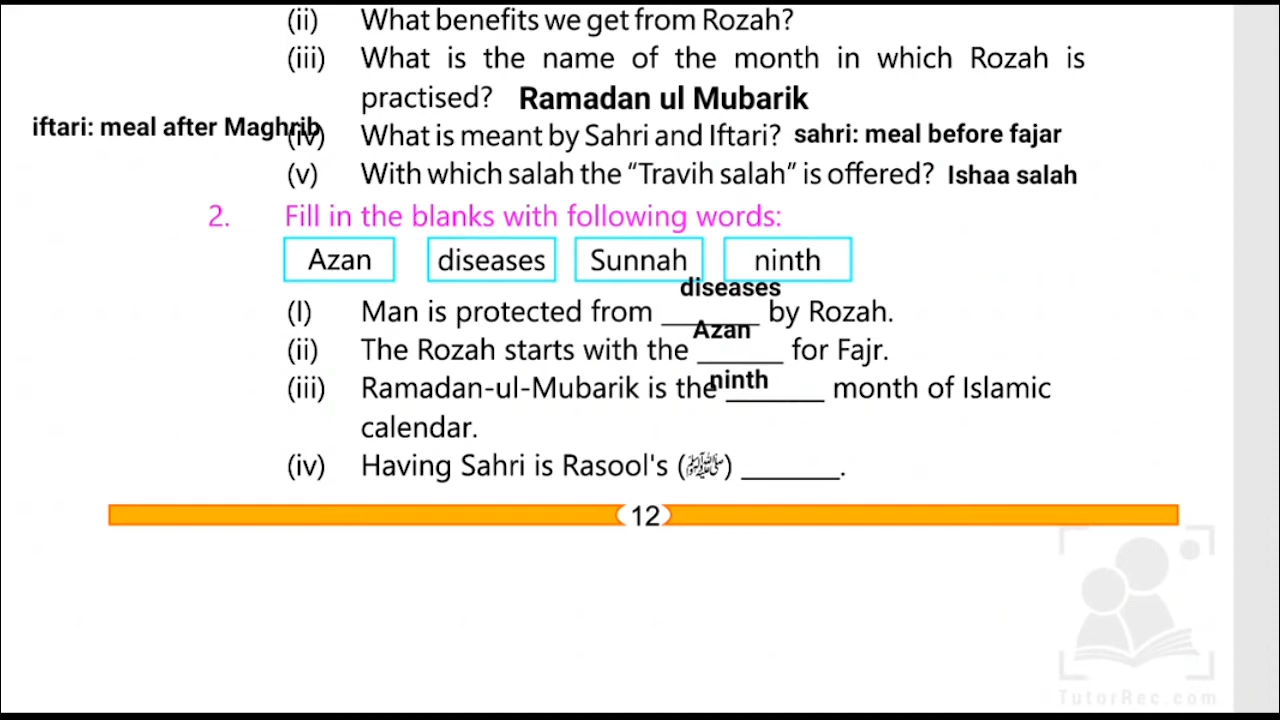 (ii) What benefits we get from Rozah?
(iii) What is the name of the month in which Rozah is
practised? Ramadan ul Mubarik
iftari: meal after Maghrib
(iv) What is meant by Sahri and Iftari? sahri: meal before fajar
(v) With which salah the “Travih salah” is offered? Ishaa salah
2. Fill in the blanks with following words:
Azan diseases Sunnah ninth
diseases
(I) Man is protected from _______ by Rozah.
Azan
(ii) The Rozah starts with the ______ for Fajr.
ninth
(iii) Ramadan-ul-Mubarik is the _______ month of Islamic
calendar.
(iv) Having Sahri is Rasool's (ﷺ) _______.
12
TutorRec.com